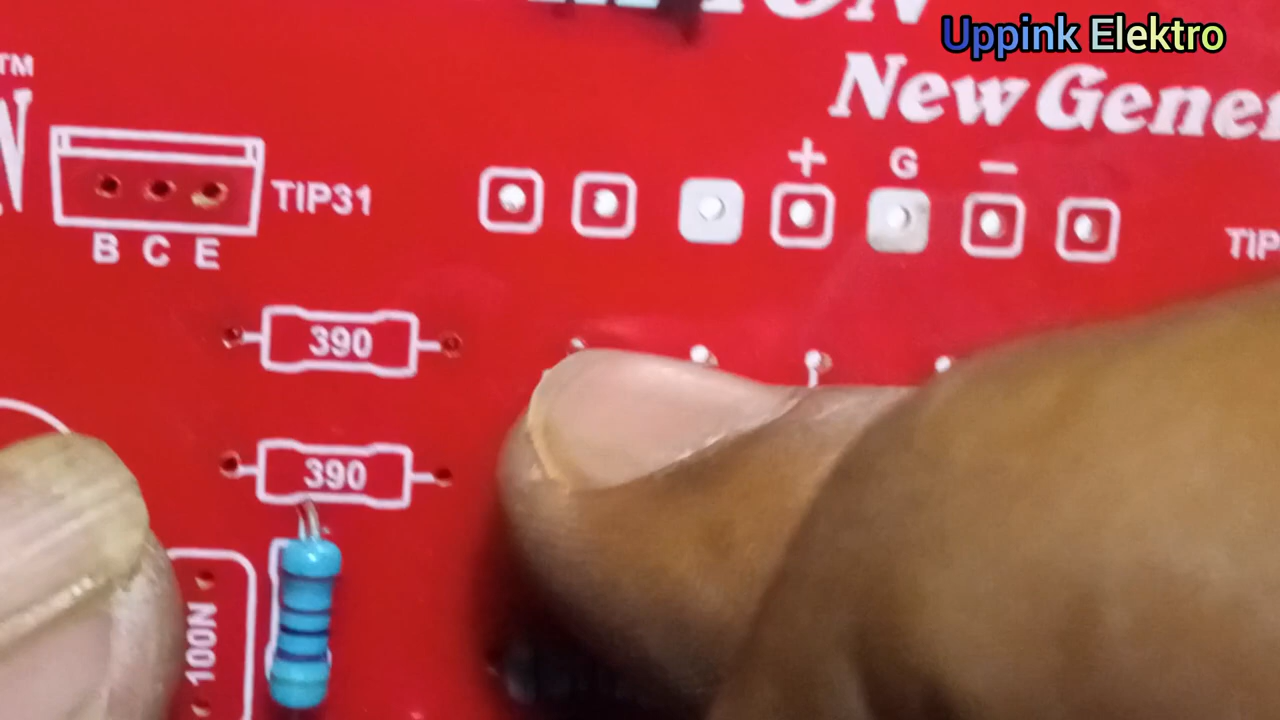 Uppink Elektro
TM
New Gener
+ G −
TIP31
B C E
TIP
390
390
100N